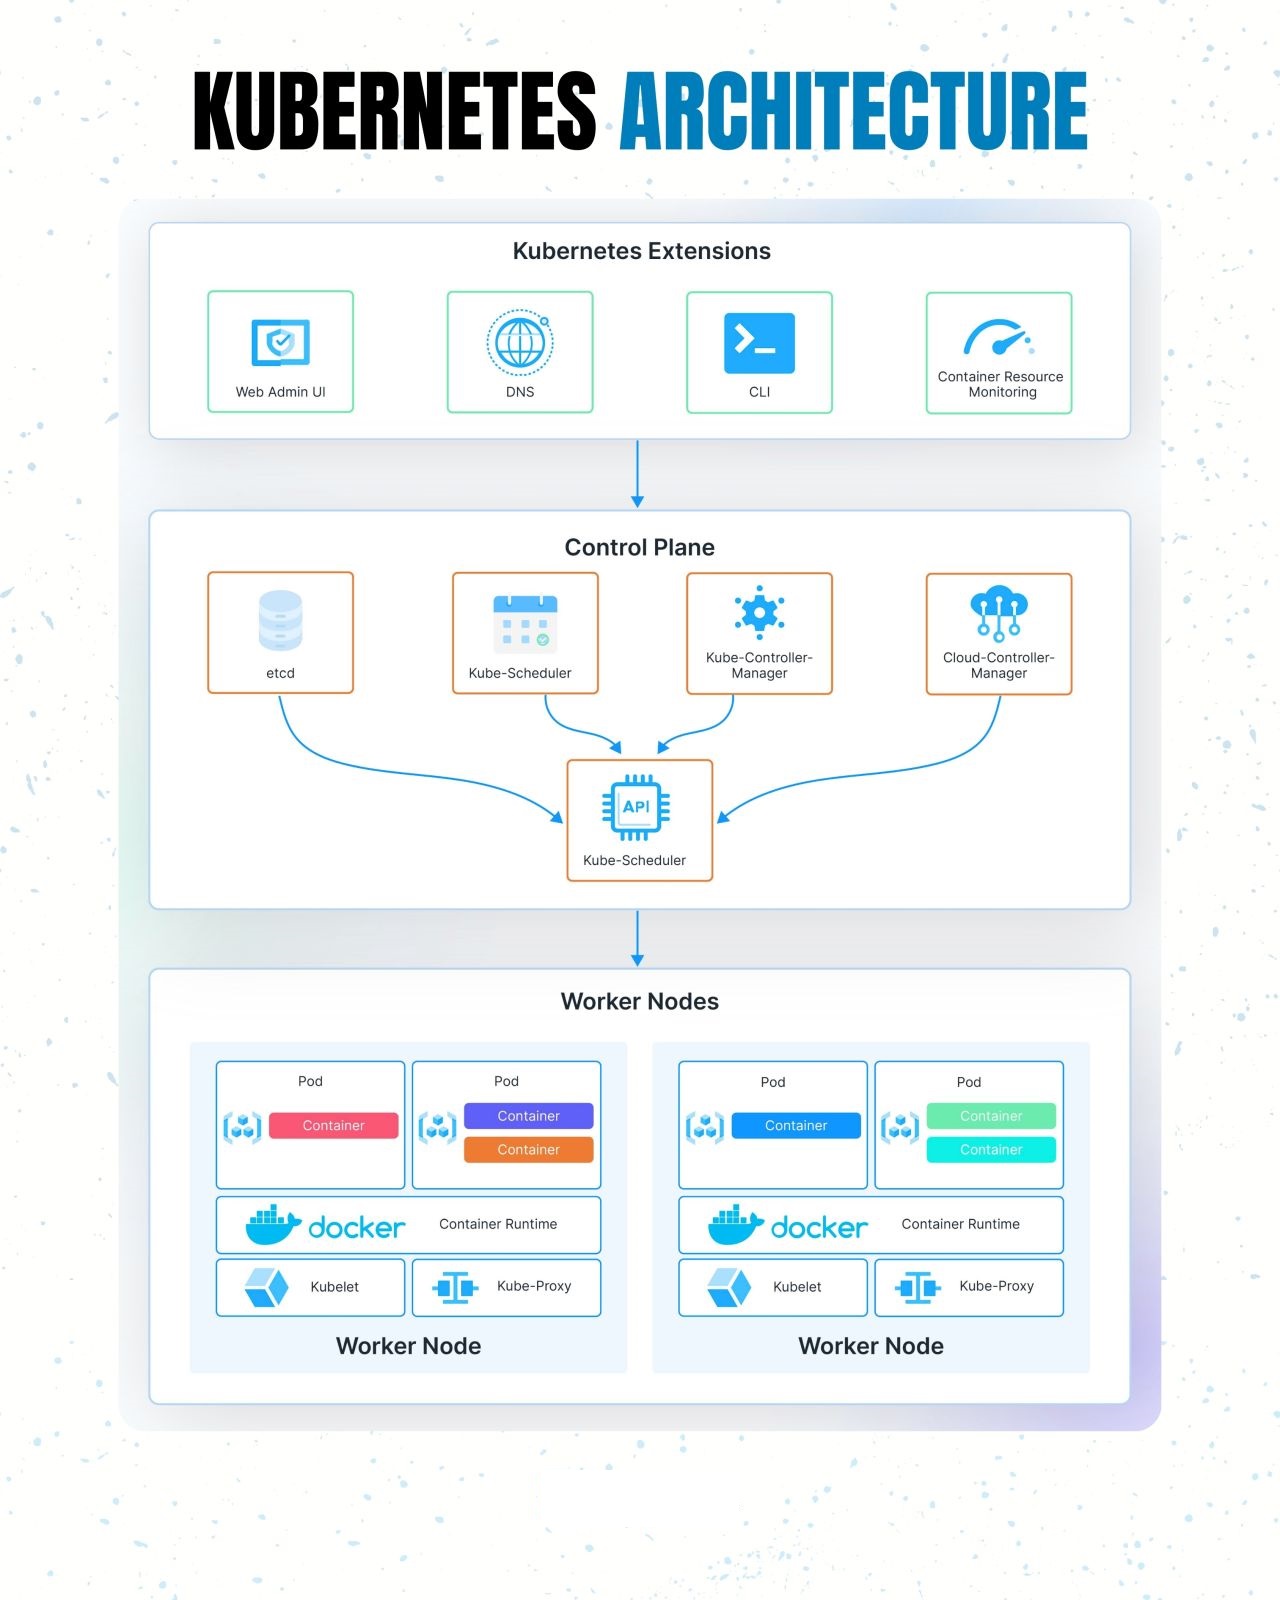 KUBERNETES ARCHITECTURE
Kubernetes Extensions
Web Admin UI
DNS
CLI
Container Resource
Monitoring
Control Plane
etcd
Kube-Scheduler
Kube-Controller-
Manager
Cloud-Controller-
Manager
API
Kube-Scheduler
Worker Nodes
Pod
Container
Pod
Container
Container
docker
Container Runtime
Kubelet
Kube-Proxy
Worker Node
Pod
Container
Pod
Container
Container
docker
Container Runtime
Kubelet
Kube-Proxy
Worker Node